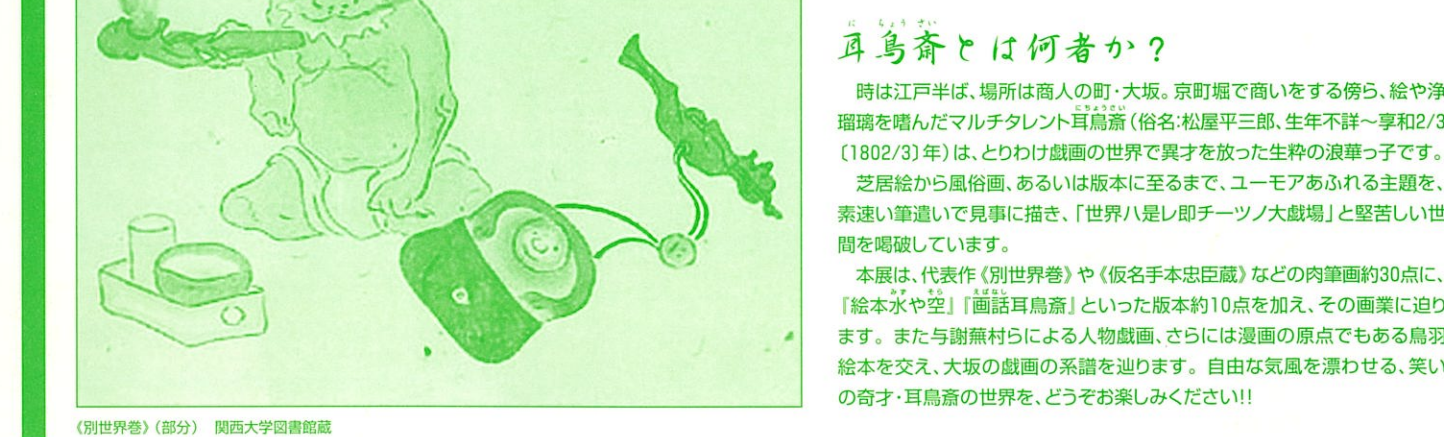 耳鳥斎とは何者か?
時は江戸半ば、場所は商人の町・大坂。京町堀で商いをする傍ら、絵や浄
瑠璃を嗜んだマルチタレント耳鳥斎(俗名:松屋平三郎、生年不詳〜享和2/3
〔1802/3〕年)は、とりわけ戯画の世界で異才を放った生粋の浪華っ子です。
芝居絵から風俗画、あるいは版本に至るまで、ユーモアあふれる主題を、
素速い筆遣いで見事に描き、「世界ハ是レ即チ一ツノ大戯場」と堅苦しい世
間を喝破しています。
本展は、代表作《別世界巻》や《仮名手本忠臣蔵》などの肉筆画約30点に、
『絵本水や空』『画話耳鳥斎』といった版本約10点を加え、その画業に迫り
ます。また与謝蕪村らによる人物戯画、さらには漫画の原点でもある鳥羽
絵本を交え、大坂の戯画の系譜を辿ります。自由な気風を漂わせる、笑い
の奇才・耳鳥斎の世界を、どうぞお楽しみください!!
《別世界巻》(部分) 関西大学図書館蔵